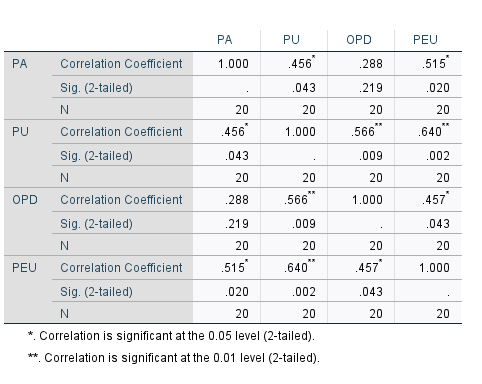 PA PU OPD PEU
PA Correlation Coefficient 1.000 .456* .288 .515*
Sig. (2-tailed) . .043 .219 .020
N 20 20 20 20
PU Correlation Coefficient .456* 1.000 .566** .640**
Sig. (2-tailed) .043 . .009 .002
N 20 20 20 20
OPD Correlation Coefficient .288 .566** 1.000 .457*
Sig. (2-tailed) .219 .009 . .043
N 20 20 20 20
PEU Correlation Coefficient .515* .640** .457* 1.000
Sig. (2-tailed) .020 .002 .043 .
N 20 20 20 20
*. Correlation is significant at the 0.05 level (2-tailed).
**. Correlation is significant at the 0.01 level (2-tailed).